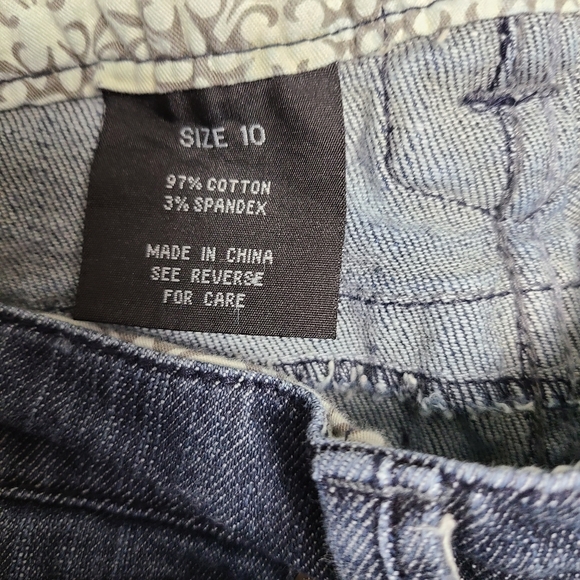 SIZE 10
97% COTTON
3% SPANDEX
MADE IN CHINA
SEE REVERSE
FOR CARE